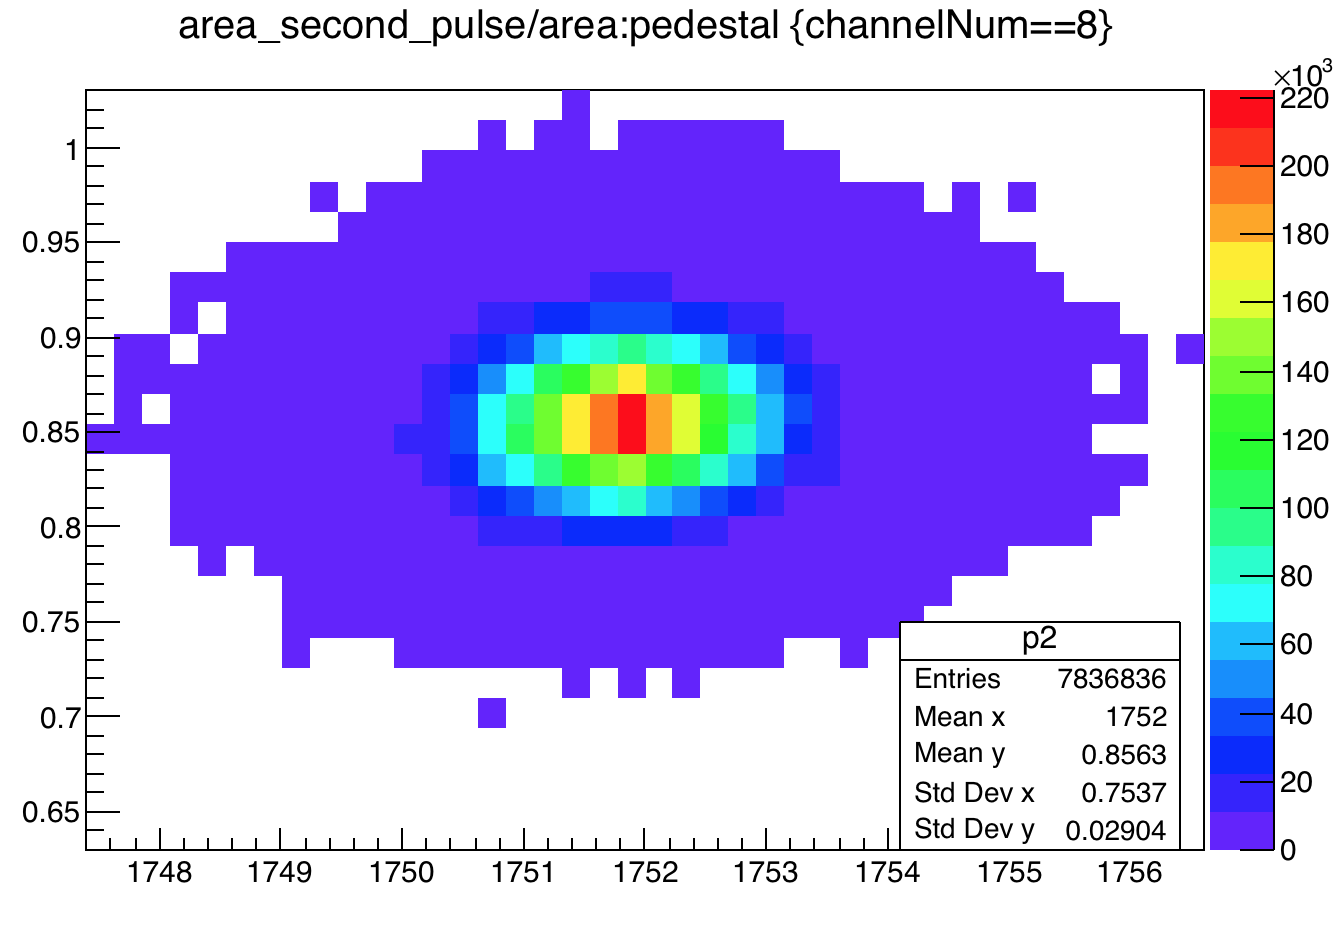 area_second_pulse/area:pedestal {channelNum==8}
×10³
220
200
180
160
140
120
100
80
60
40
20
0
1
0.95
0.9
0.85
0.8
0.75
0.7
0.65
p2
Entries 7836836
Mean x 1752
Mean y 0.8563
Std Dev x 0.7537
Std Dev y 0.02904
1748 1749 1750 1751 1752 1753 1754 1755 1756